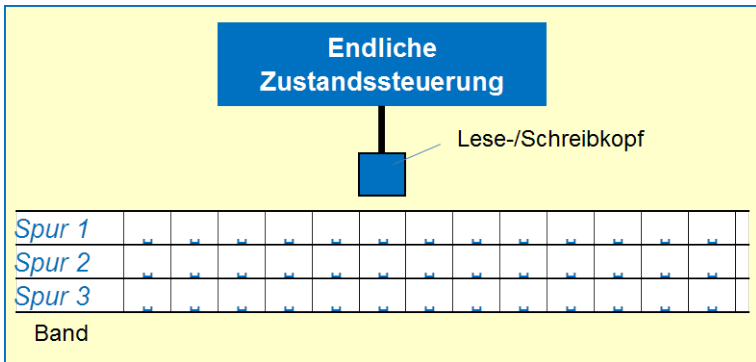 Endliche
Zustandssteuerung
Lese-/Schreibkopf
Spur 1 ␣ ␣ ␣ ␣ ␣ ␣ ␣ ␣ ␣ ␣ ␣ ␣ ␣
Spur 2 ␣ ␣ ␣ ␣ ␣ ␣ ␣ ␣ ␣ ␣ ␣ ␣ ␣
Spur 3 ␣ ␣ ␣ ␣ ␣ ␣ ␣ ␣ ␣ ␣ ␣ ␣ ␣
Band